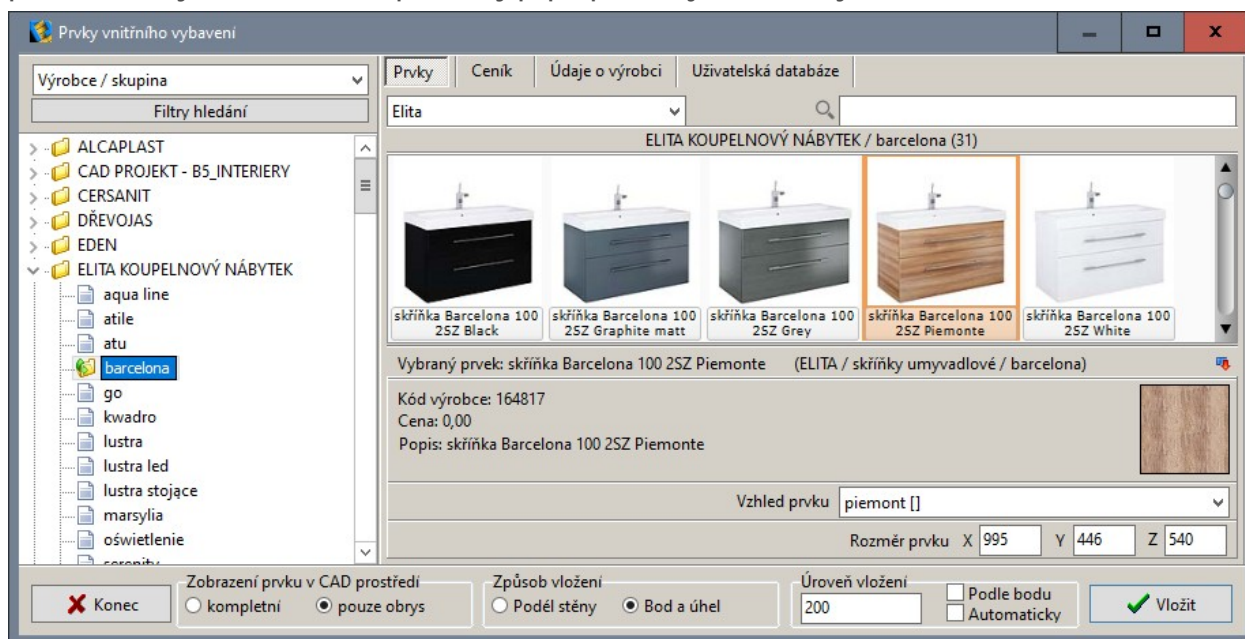 Prvky vnitřního vybavení
Výrobce / skupina
Filtry hledání
ALCAPLAST
CAD PROJEKT - B5_INTERIERY
CERSANIT
DŘEVOJAS
EDEN
ELITA KOUPELNOVÝ NÁBYTEK
aqua line
atile
atu
barcelona
go
kwadro
lustra
lustra led
lustra stojące
marsylia
oświetlenie
serenity
Prvky Ceník Údaje o výrobci Uživatelská databáze
Elita
ELITA KOUPELNOVÝ NÁBYTEK / barcelona (31)
skříňka Barcelona 100
2SZ Black
skříňka Barcelona 100
2SZ Graphite matt
skříňka Barcelona 100
2SZ Grey
skříňka Barcelona 100
2SZ Piemonte
skříňka Barcelona 100
2SZ White
Vybraný prvek: skříňka Barcelona 100 2SZ Piemonte (ELITA / skříňky umyvadlové / barcelona)
Kód výrobce: 164817
Cena: 0,00
Popis: skříňka Barcelona 100 2SZ Piemonte
Vzhled prvku piemont []
Rozměr prvku X 995 Y 446 Z 540
Konec
Zobrazení prvku v CAD prostředí
kompletní pouze obrys
Způsob vložení
Podél stěny Bod a úhel
Úroveň vložení
200
Podle bodu
Automaticky
Vložit